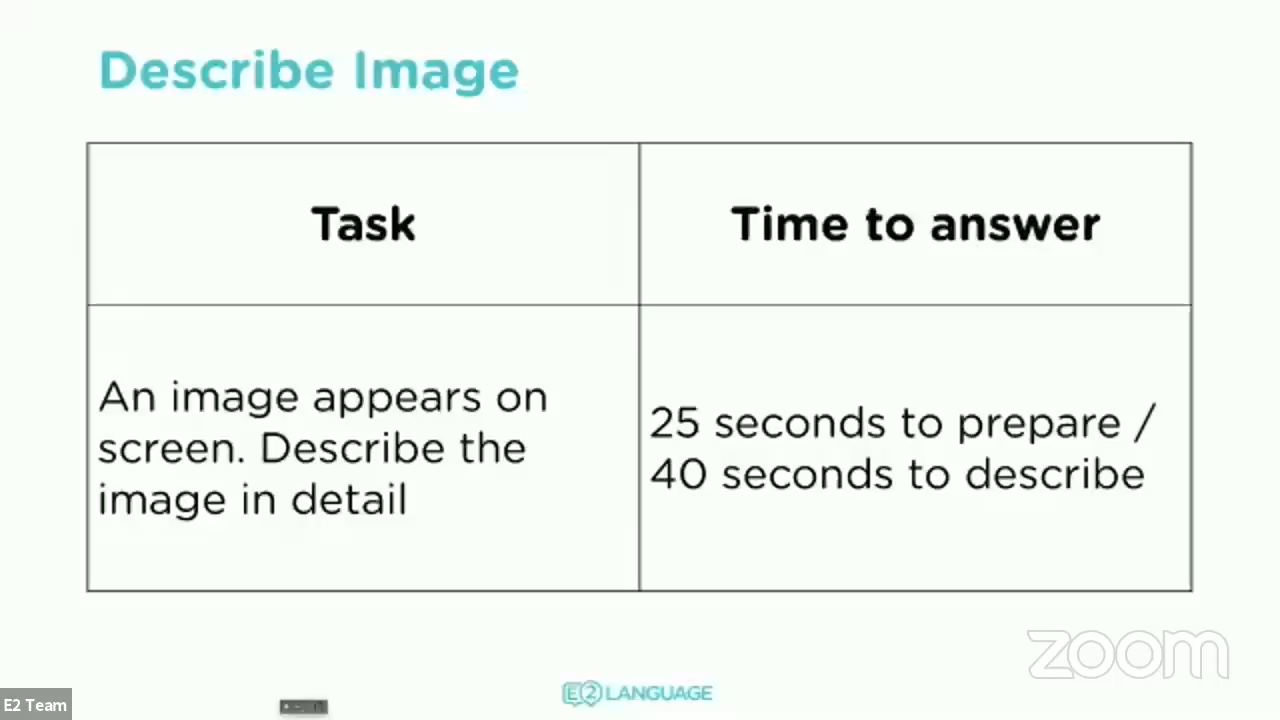 Describe Image
Task
Time to answer
An image appears on
screen. Describe the
image in detail
25 seconds to prepare /
40 seconds to describe
zoom
E2 LANGUAGE
E2 Team